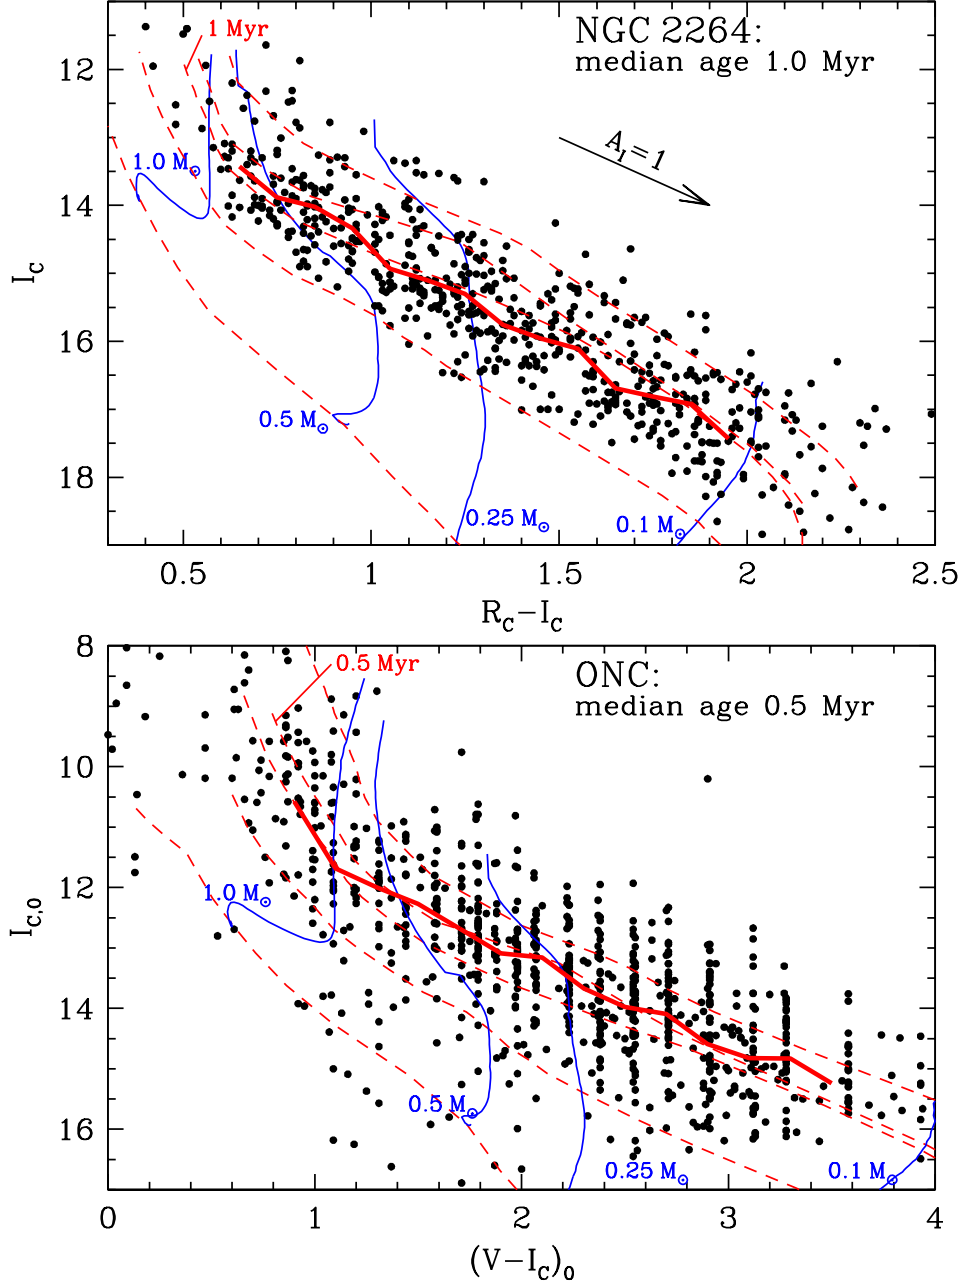 NGC 2264:
median age 1.0 Myr
1 Myr
12
A_I=1
1.0 M☉
14
I_C
16
0.5 M☉
18
0.25 M☉
0.1 M☉
0.5 1 1.5 2 2.5
R_C−I_C
8
0.5 Myr
ONC:
median age 0.5 Myr
10
12
1.0 M☉
I_C,0
14
0.5 M☉
16
0.25 M☉
0.1 M☉
0 1 2 3 4
(V−I_C)_0